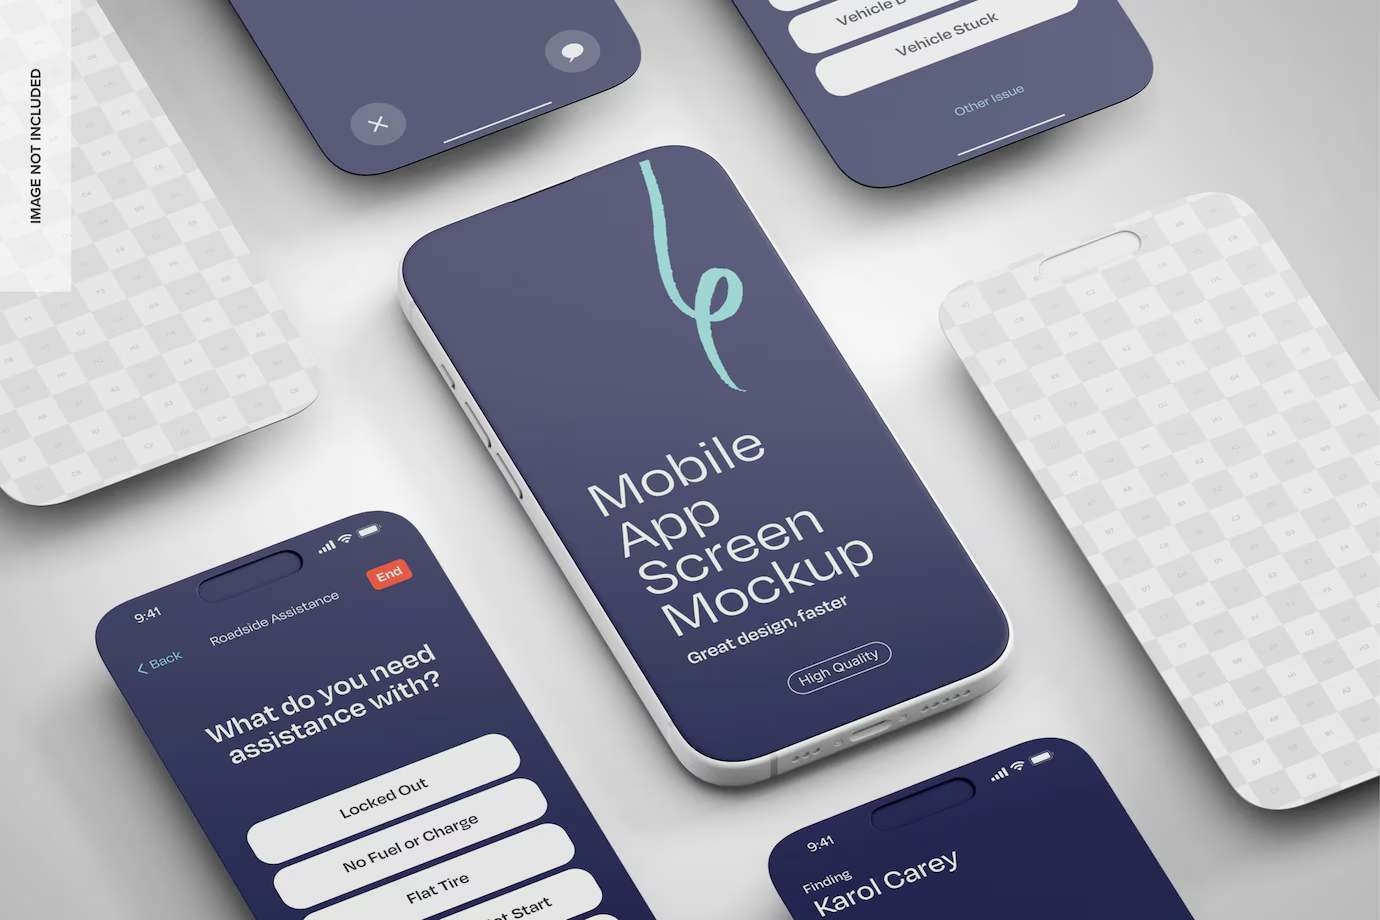 IMAGE NOT INCLUDED
Vehicle
Vehicle Stuck
Other Issue
Mobile
App
Screen
Mockup
Great design, faster
High Quality
9:41
End
Roadside Assistance
Back
What do you need
assistance with?
Locked Out
No Fuel or Charge
Flat Tire
Start
9:41
Finding
Karol Carey